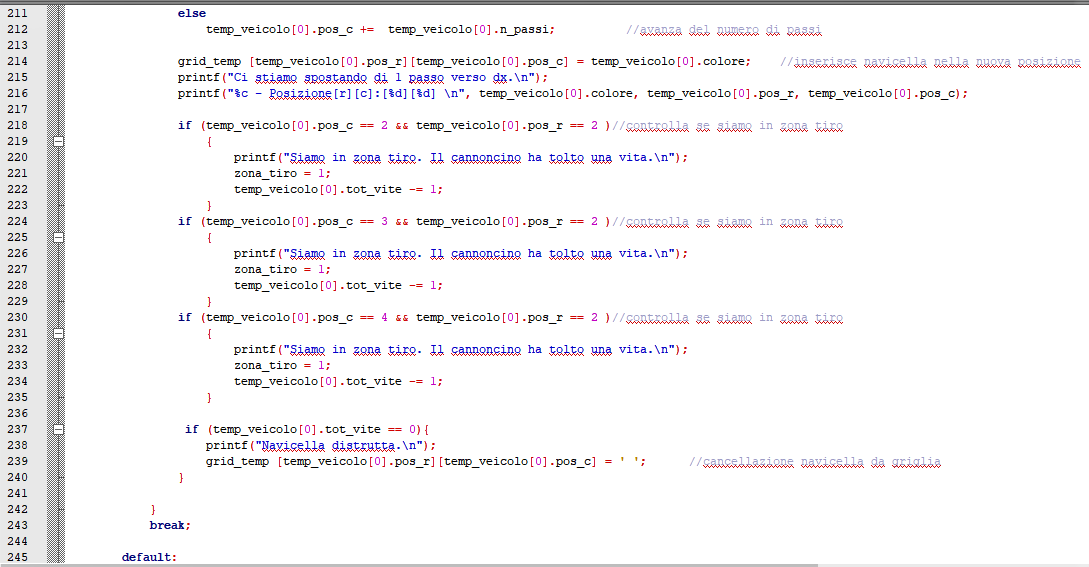 211 else
212 temp_veicolo[0].pos_c += temp_veicolo[0].n_passi; //avanza del numero di passi
213
214 grid_temp [temp_veicolo[0].pos_r][temp_veicolo[0].pos_c] = temp_veicolo[0].colore; //inserisce navicella nella nuova posizione
215 printf("Ci stiamo spostando di 1 passo verso dx.\n");
216 printf("%c - Posizione[r][c]:[%d][%d] \n", temp_veicolo[0].colore, temp_veicolo[0].pos_r, temp_veicolo[0].pos_c);
217
218 if (temp_veicolo[0].pos_c == 2 && temp_veicolo[0].pos_r == 2 )//controlla se siamo in zona tiro
219 {
220 printf("Siamo in zona tiro. Il cannoncino ha tolto una vita.\n");
221 zona_tiro = 1;
222 temp_veicolo[0].tot_vite -= 1;
223 }
224 if (temp_veicolo[0].pos_c == 3 && temp_veicolo[0].pos_r == 2 )//controlla se siamo in zona tiro
225 {
226 printf("Siamo in zona tiro. Il cannoncino ha tolto una vita.\n");
227 zona_tiro = 1;
228 temp_veicolo[0].tot_vite -= 1;
229 }
230 if (temp_veicolo[0].pos_c == 4 && temp_veicolo[0].pos_r == 2 )//controlla se siamo in zona tiro
231 {
232 printf("Siamo in zona tiro. Il cannoncino ha tolto una vita.\n");
233 zona_tiro = 1;
234 temp_veicolo[0].tot_vite -= 1;
235 }
236
237 if (temp_veicolo[0].tot_vite == 0){
238 printf("Navicella distrutta.\n");
239 grid_temp [temp_veicolo[0].pos_r][temp_veicolo[0].pos_c] = ' '; //cancellazione navicella da griglia
240 }
241
242 }
243 break;
244
245 default: